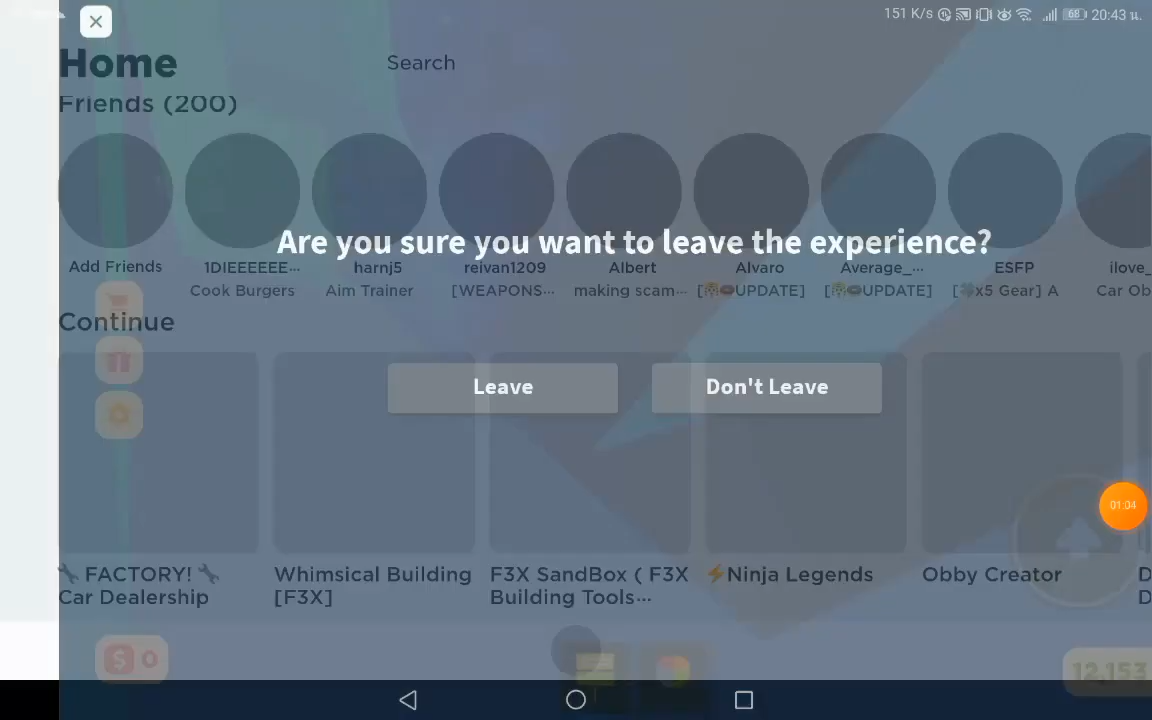 151 K/s 68 20:43 น.
Home
Search
Friends (200)
Are you sure you want to leave the experience?
Add Friends
1DIEEEEEE...
harnj5
reivan1209
Albert
Alvaro
Average_...
ESFP
ilove_
Cook Burgers
Aim Trainer
[WEAPONS...
making scam...
[🐯🍩UPDATE]
[🐯🍩UPDATE]
[🍀x5 Gear] A
Car Ob
Continue
Leave
Don't Leave
01:04
🔧 FACTORY! 🔧
Car Dealership
Whimsical Building
[F3X]
F3X SandBox ( F3X
Building Tools...
⚡Ninja Legends
Obby Creator
D
D
$ 0
12,153